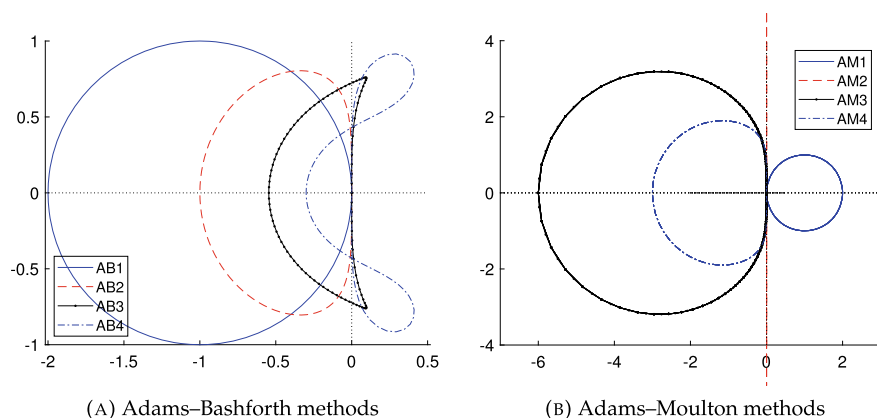 1
0.5
0
-0.5
-1
-2
-1.5
-1
-0.5
0
0.5
AB1
AB2
AB3
AB4
(A) Adams–Bashforth methods
4
2
0
-2
-4
-6
-4
-2
0
2
AM1
AM2
AM3
AM4
(B) Adams–Moulton methods